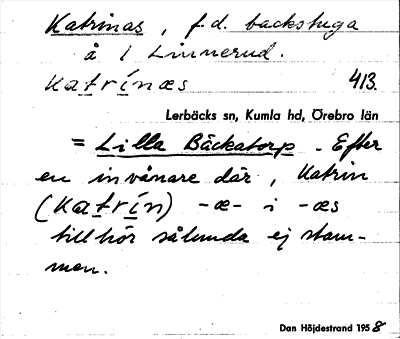 Katrinas, f.d. backstuga
å 1 Linnerud.
Katrínæs 413.
Lerbäcks sn, Kumla hd, Örebro län
= Lilla Bäckatorp. Efter
en invånare där, Katrin
(Katrín) -æ- i -æs
tillhör sålunda ej stam-
men.
Dan Höjdestrand 1958